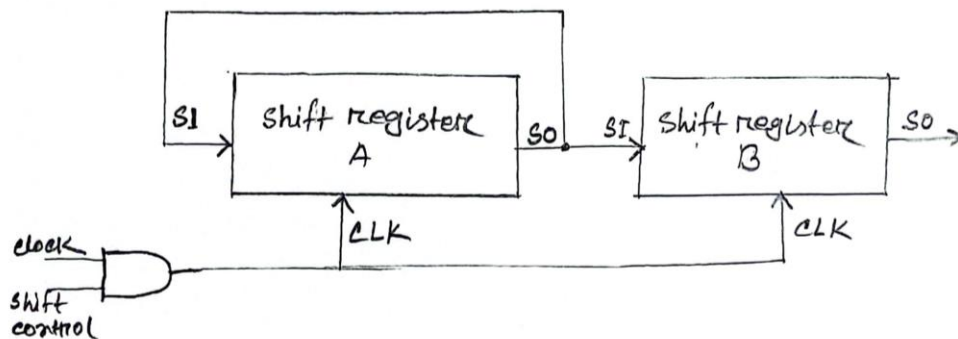 SI
Shift register
A
SO
SI
Shift register
B
SO
CLK
CLK
clock
shift
control